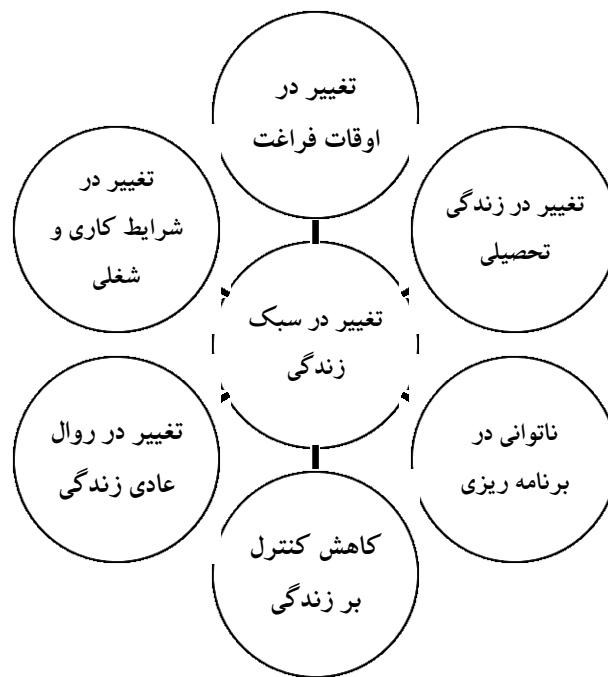 تغییر در
اوقات فراغت
تغییر در زندگی
تحصیلی
ناتوانی در
برنامه ریزی
کاهش کنترل
بر زندگی
تغییر در روال
عادی زندگی
تغییر در
شرایط کاری و
شغلی
تغییر در سبک
زندگی